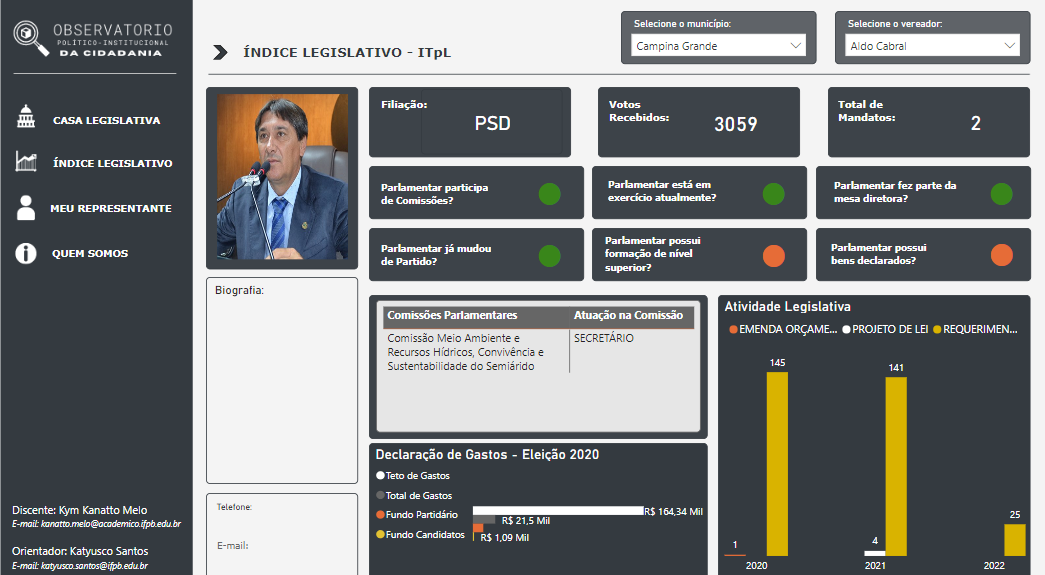 OBSERVATORIO
POLÍTICO-INSTITUCIONAL
DA CIDADANIA
CASA LEGISLATIVA
ÍNDICE LEGISLATIVO
MEU REPRESENTANTE
QUEM SOMOS
Discente: Kym Kanatto Melo
E-mail: kanatto.melo@academico.ifpb.edu.br
Orientador: Katyusco Santos
E-mail: katyusco.santos@ifpb.edu.br
ÍNDICE LEGISLATIVO - ITpL
Selecione o município:
Campina Grande
Selecione o vereador:
Aldo Cabral
Filiação:
PSD
Votos
Recebidos:
3059
Total de
Mandatos:
2
Parlamentar participa
de Comissões?
Parlamentar está em
exercício atualmente?
Parlamentar fez parte da
mesa diretora?
Parlamentar já mudou
de Partido?
Parlamentar possui
formação de nível
superior?
Parlamentar possui
bens declarados?
Biografia:
Telefone:
E-mail:
Comissões Parlamentares Atuação na Comissão
Comissão Meio Ambiente e
Recursos Hídricos, Convivência e
Sustentabilidade do Semiárido
SECRETÁRIO
Declaração de Gastos - Eleição 2020
Teto de Gastos
Total de Gastos
Fundo Partidário
Fundo Candidatos
R$ 164,34 Mil
R$ 21,5 Mil
R$ 1,09 Mil
Atividade Legislativa
EMENDA ORÇAME... PROJETO DE LEI REQUERIMEN...
145
141
25
1
4
2020 2021 2022